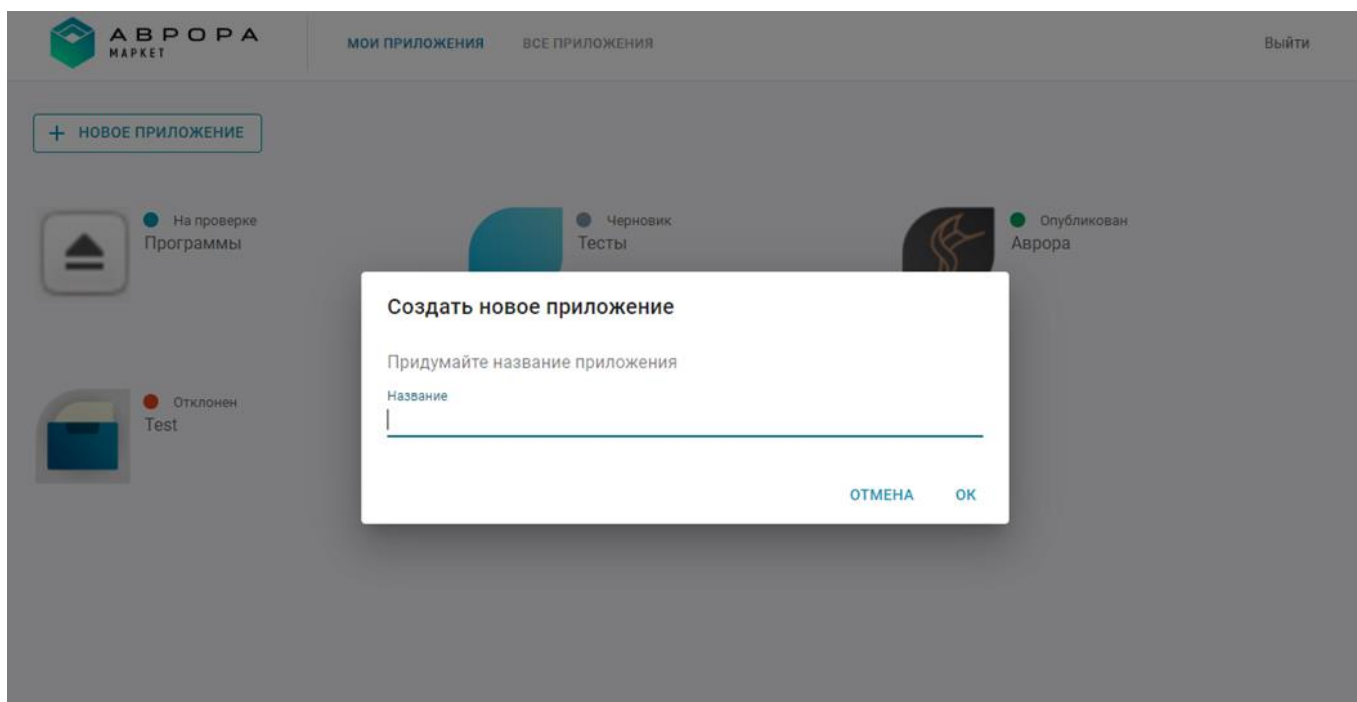 АВРОРА
МАРКЕТ
МОИ ПРИЛОЖЕНИЯ ВСЕ ПРИЛОЖЕНИЯ Выйти
+ НОВОЕ ПРИЛОЖЕНИЕ
На проверке
Программы
Черновик
Тесты
Опубликован
Аврора
Создать новое приложение
Придумайте название приложения
Название
Отклонен
Test
ОТМЕНА ОК